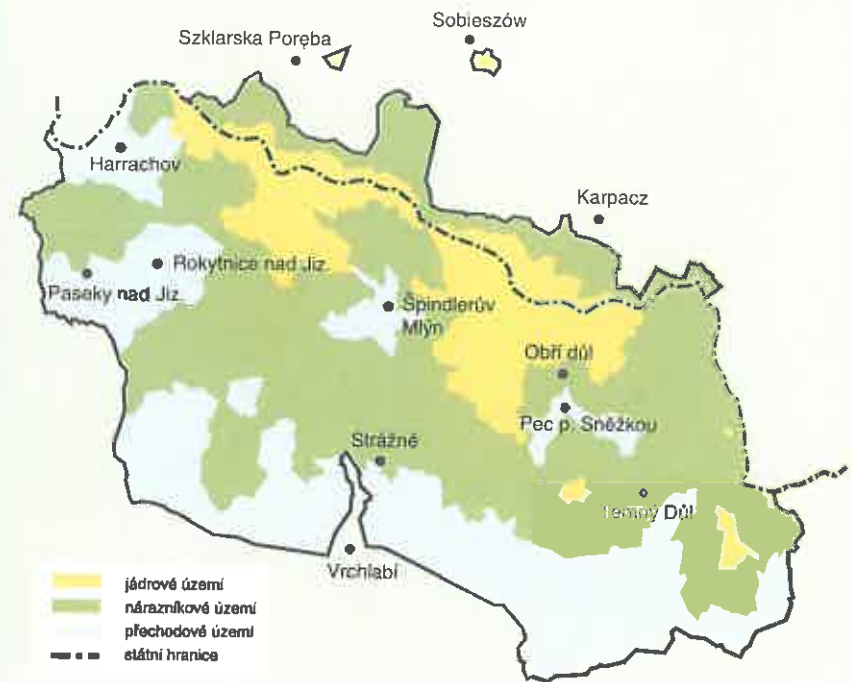 Sobieszów
Szklarska Poręba
Harrachov
Karpacz
Rokytnice nad Jiz.
Paseky nad Jiz.
Špindlerův
Mlýn
Obří důl
Pec p. Sněžkou
Strážné
Temný Důl
Vrchlabí
jádrové území
nárazníkové území
přechodové území
státní hranice